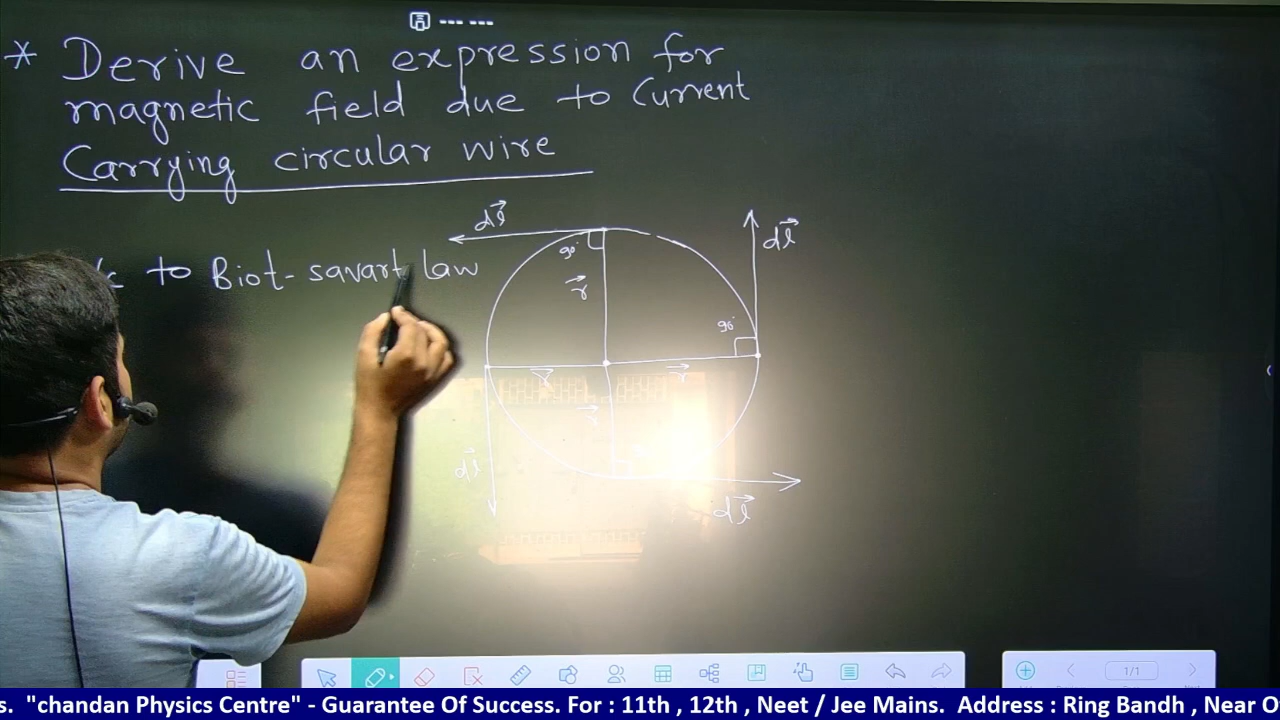 * Derive an expression for
magnetic field due to Current
Carrying circular wire
to Biot-savart law
dl
dl
90°
r
90°
r
r
r
dl
dl
1/1
s. "chandan Physics Centre" - Guarantee Of Success. For : 11th , 12th , Neet / Jee Mains. Address : Ring Bandh , Near O